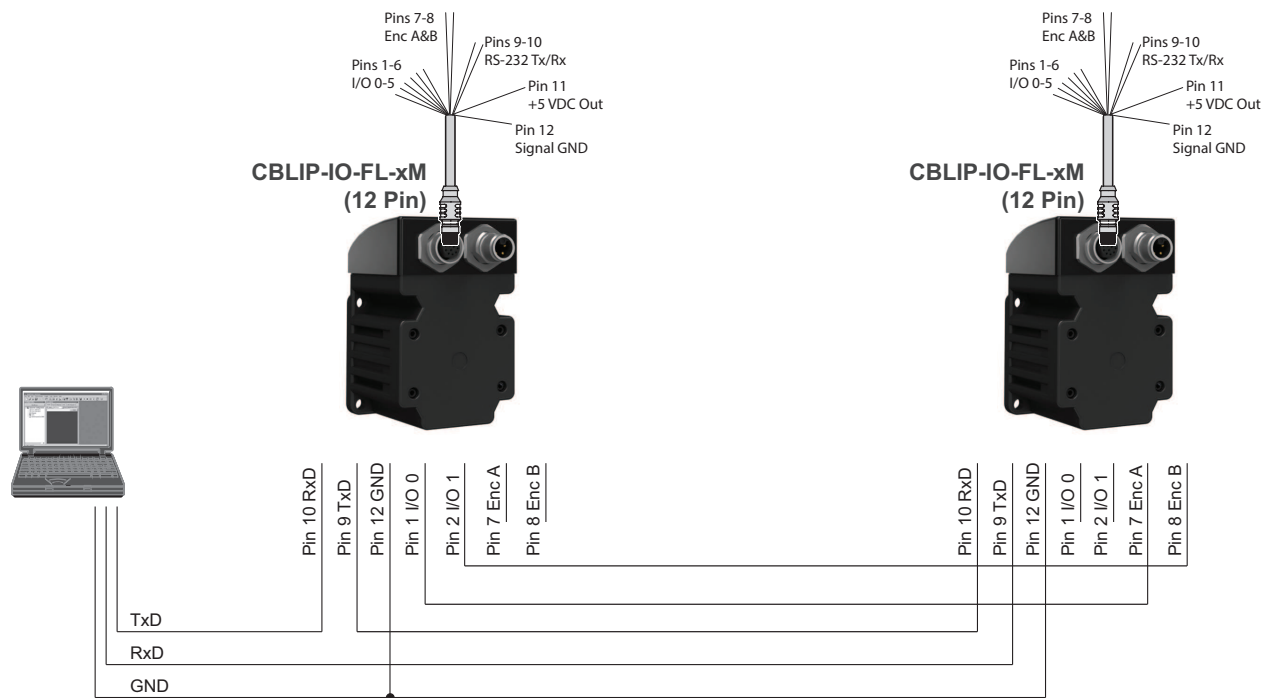 Pins 7-8
Enc A&B
Pins 9-10
RS-232 Tx/Rx
Pins 1-6
I/O 0-5
Pin 11
+5 VDC Out
Pin 12
Signal GND
CBLIP-IO-FL-xM
(12 Pin)
Pins 7-8
Enc A&B
Pins 9-10
RS-232 Tx/Rx
Pins 1-6
I/O 0-5
Pin 11
+5 VDC Out
Pin 12
Signal GND
CBLIP-IO-FL-xM
(12 Pin)
Pin 10 RxD
Pin 9 TxD
Pin 12 GND
Pin 1 I/O 0
Pin 2 I/O 1
Pin 7 Enc A
Pin 8 Enc B
Pin 10 RxD
Pin 9 TxD
Pin 12 GND
Pin 1 I/O 0
Pin 2 I/O 1
Pin 7 Enc A
Pin 8 Enc B
TxD
RxD
GND